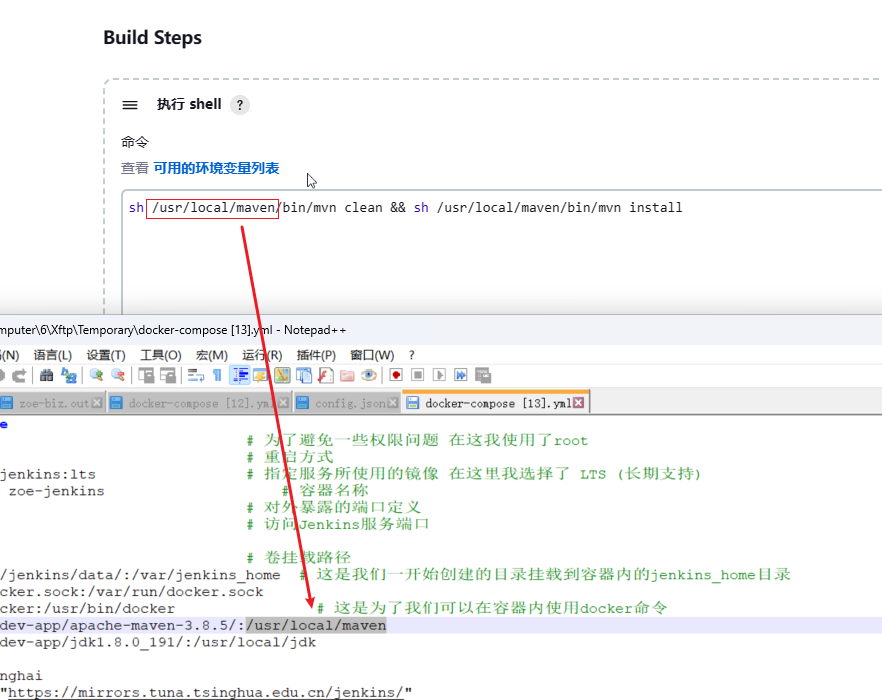 Build Steps
执行 shell ?
命令
查看 可用的环境变量列表
sh /usr/local/maven/bin/mvn clean && sh /usr/local/maven/bin/mvn install
mputer\6\Xftp\Temporary\docker-compose [13].yml - Notepad++
(N) 语言(L) 设置(T) 工具(O) 宏(M) 运行(R) 插件(P) 窗口(W) ?
zoe-biz.out docker-compose [12].yml config.json docker-compose [13].yml
e
# 为了避免一些权限问题 在这我使用了root
# 重启方式
jenkins:lts # 指定服务所使用的镜像 在这里我选择了 LTS (长期支持)
zoe-jenkins # 容器名称
# 对外暴露的端口定义
# 访问Jenkins服务端口
# 卷挂载路径
/jenkins/data/:/var/jenkins_home # 这是我们一开始创建的目录挂载到容器内的jenkins_home目录
cker.sock:/var/run/docker.sock
cker:/usr/bin/docker # 这是为了我们可以在容器内使用docker命令
dev-app/apache-maven-3.8.5/:/usr/local/maven
dev-app/jdk1.8.0_191/:/usr/local/jdk
nghai
"https://mirrors.tuna.tsinghua.edu.cn/jenkins/"